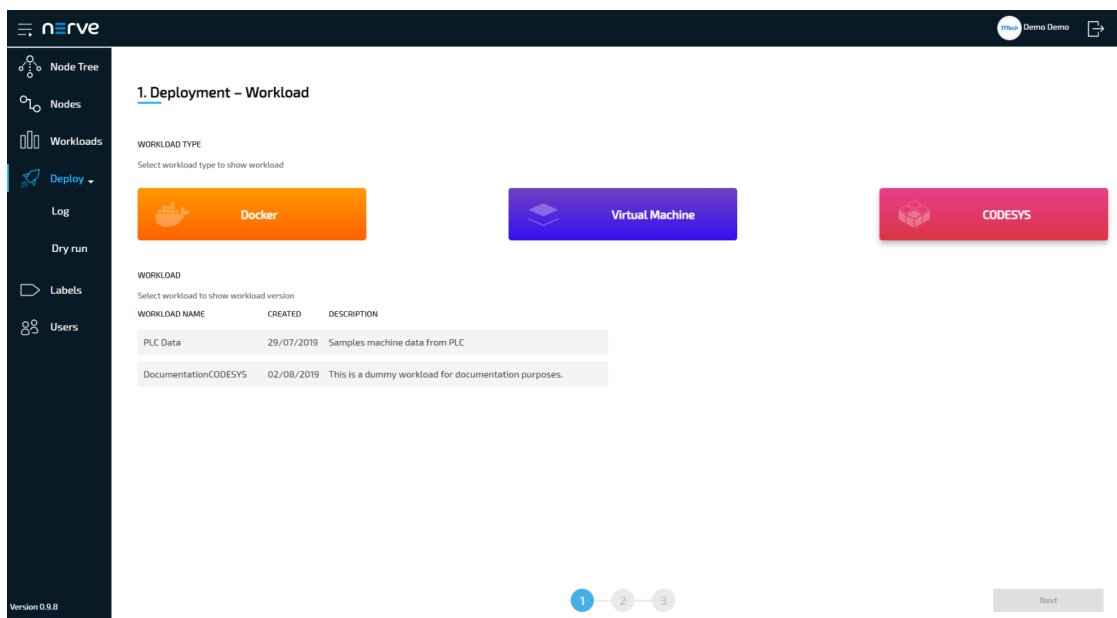 nerve
TTTech Demo Demo
Node Tree
Nodes
Workloads
Deploy
Log
Dry run
Labels
Users
Version 0.9.8
1. Deployment – Workload
WORKLOAD TYPE
Select workload type to show workload
Docker Virtual Machine CODESYS
WORKLOAD
Select workload to show workload version
WORKLOAD NAME CREATED DESCRIPTION
PLC Data 29/07/2019 Samples machine data from PLC
DocumentationCODESYS 02/08/2019 This is a dummy workload for documentation purposes.
1 2 3
Next